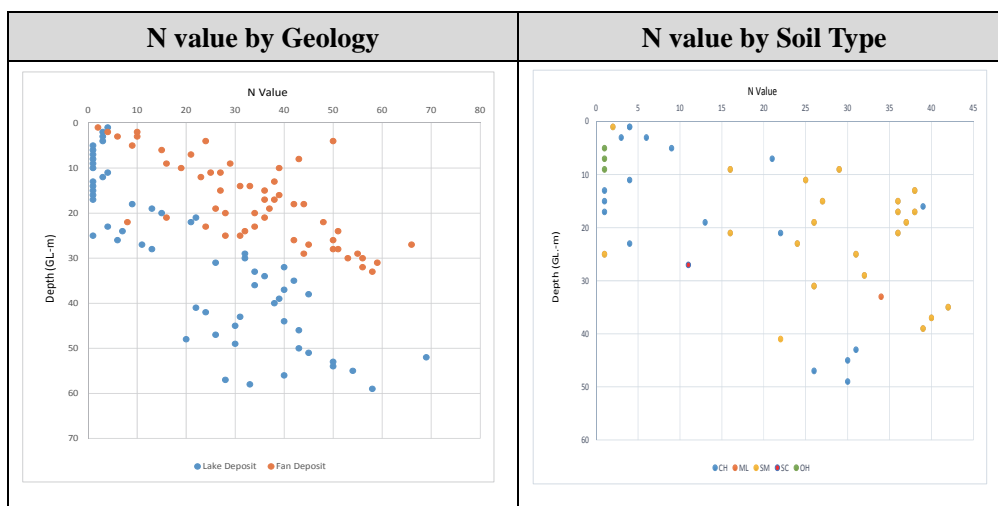 N value by Geology
N value by Soil Type
N Value
0 10 20 30 40 50 60 70 80
0
10
20
30
40
50
60
70
Depth (GL-m)
Lake Deposit Fan Deposit
N Value
0 5 10 15 20 25 30 35 40 45
0
10
20
30
40
50
60
Depth (GL.-m)
CH ML SM SC OH